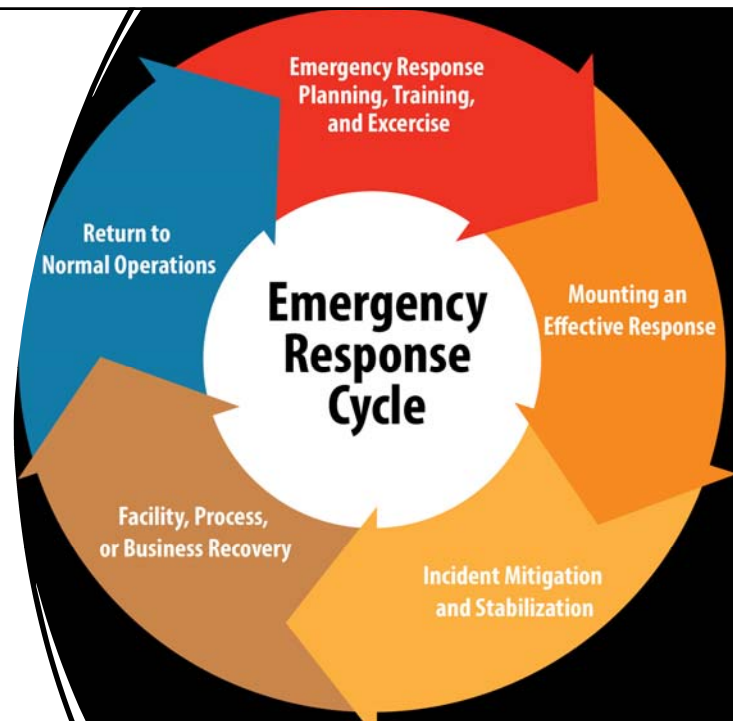 Emergency Response
Planning, Training,
and Excercise
Mounting an
Effective Response
Incident Mitigation
and Stabilization
Facility, Process,
or Business Recovery
Return to
Normal Operations
Emergency
Response
Cycle